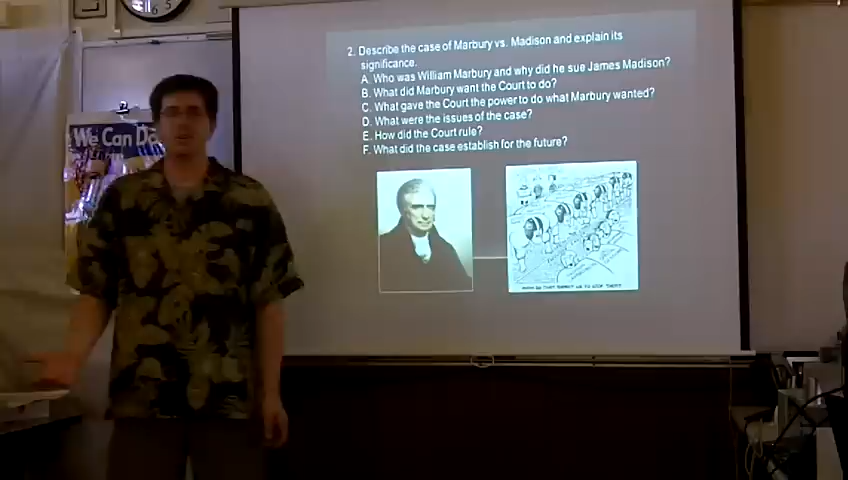 2. Describe the case of Marbury vs. Madison and explain its
significance.
A. Who was William Marbury and why did he sue James Madison?
B. What did Marbury want the Court to do?
C. What gave the Court the power to do what Marbury wanted?
D. What were the issues of the case?
E. How did the Court rule?
F. What did the case establish for the future?
We Can Do